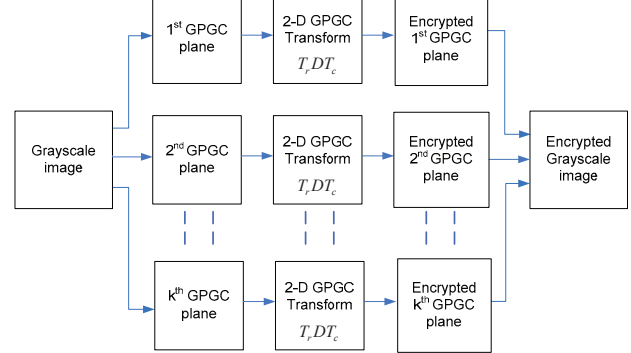 Grayscale
image
1st GPGC
plane
2-D GPGC
Transform
TrDTc
Encrypted
1st GPGC
plane
2nd GPGC
plane
2-D GPGC
Transform
TrDTc
Encrypted
2nd GPGC
plane
kth GPGC
plane
2-D GPGC
Transform
TrDTc
Encrypted
kth GPGC
plane
Encrypted
Grayscale
image